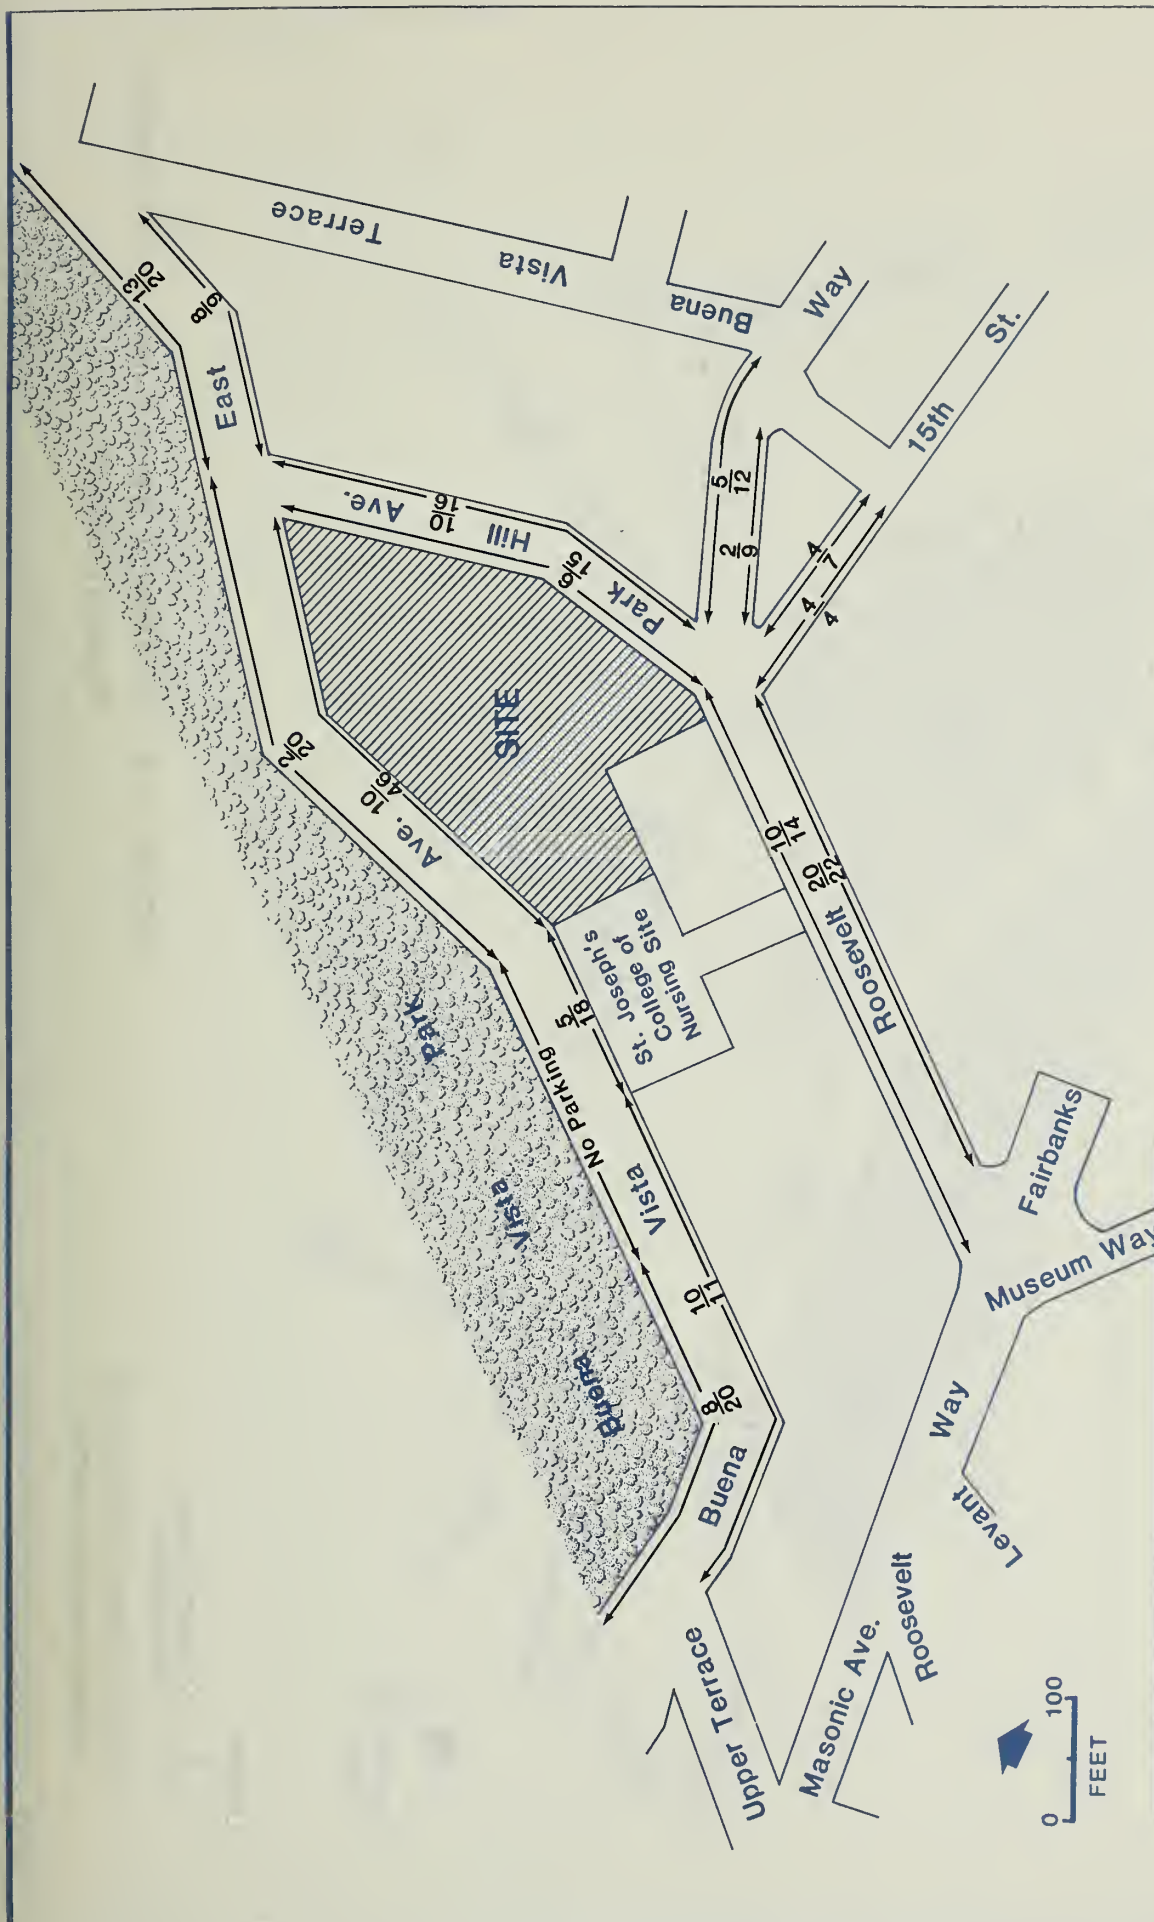 Terrace
Vista
Buena
Way
15th
St.
13
20
8
9
East
10
16
Hill Ave.
6
15
Park
5
12
2
9
4
7
4
4
SITE
2
20
Ave.
10
46
10
14
20
22
Roosevelt
St. Joseph's
College of
Nursing Site
5
18
No Parking
Vista
10
11
8
20
Buena
Buena
Vista
Park
Fairbanks
Museum Way
Way
Levant
Roosevelt
Masonic Ave.
Upper Terrace
0 100
FEET